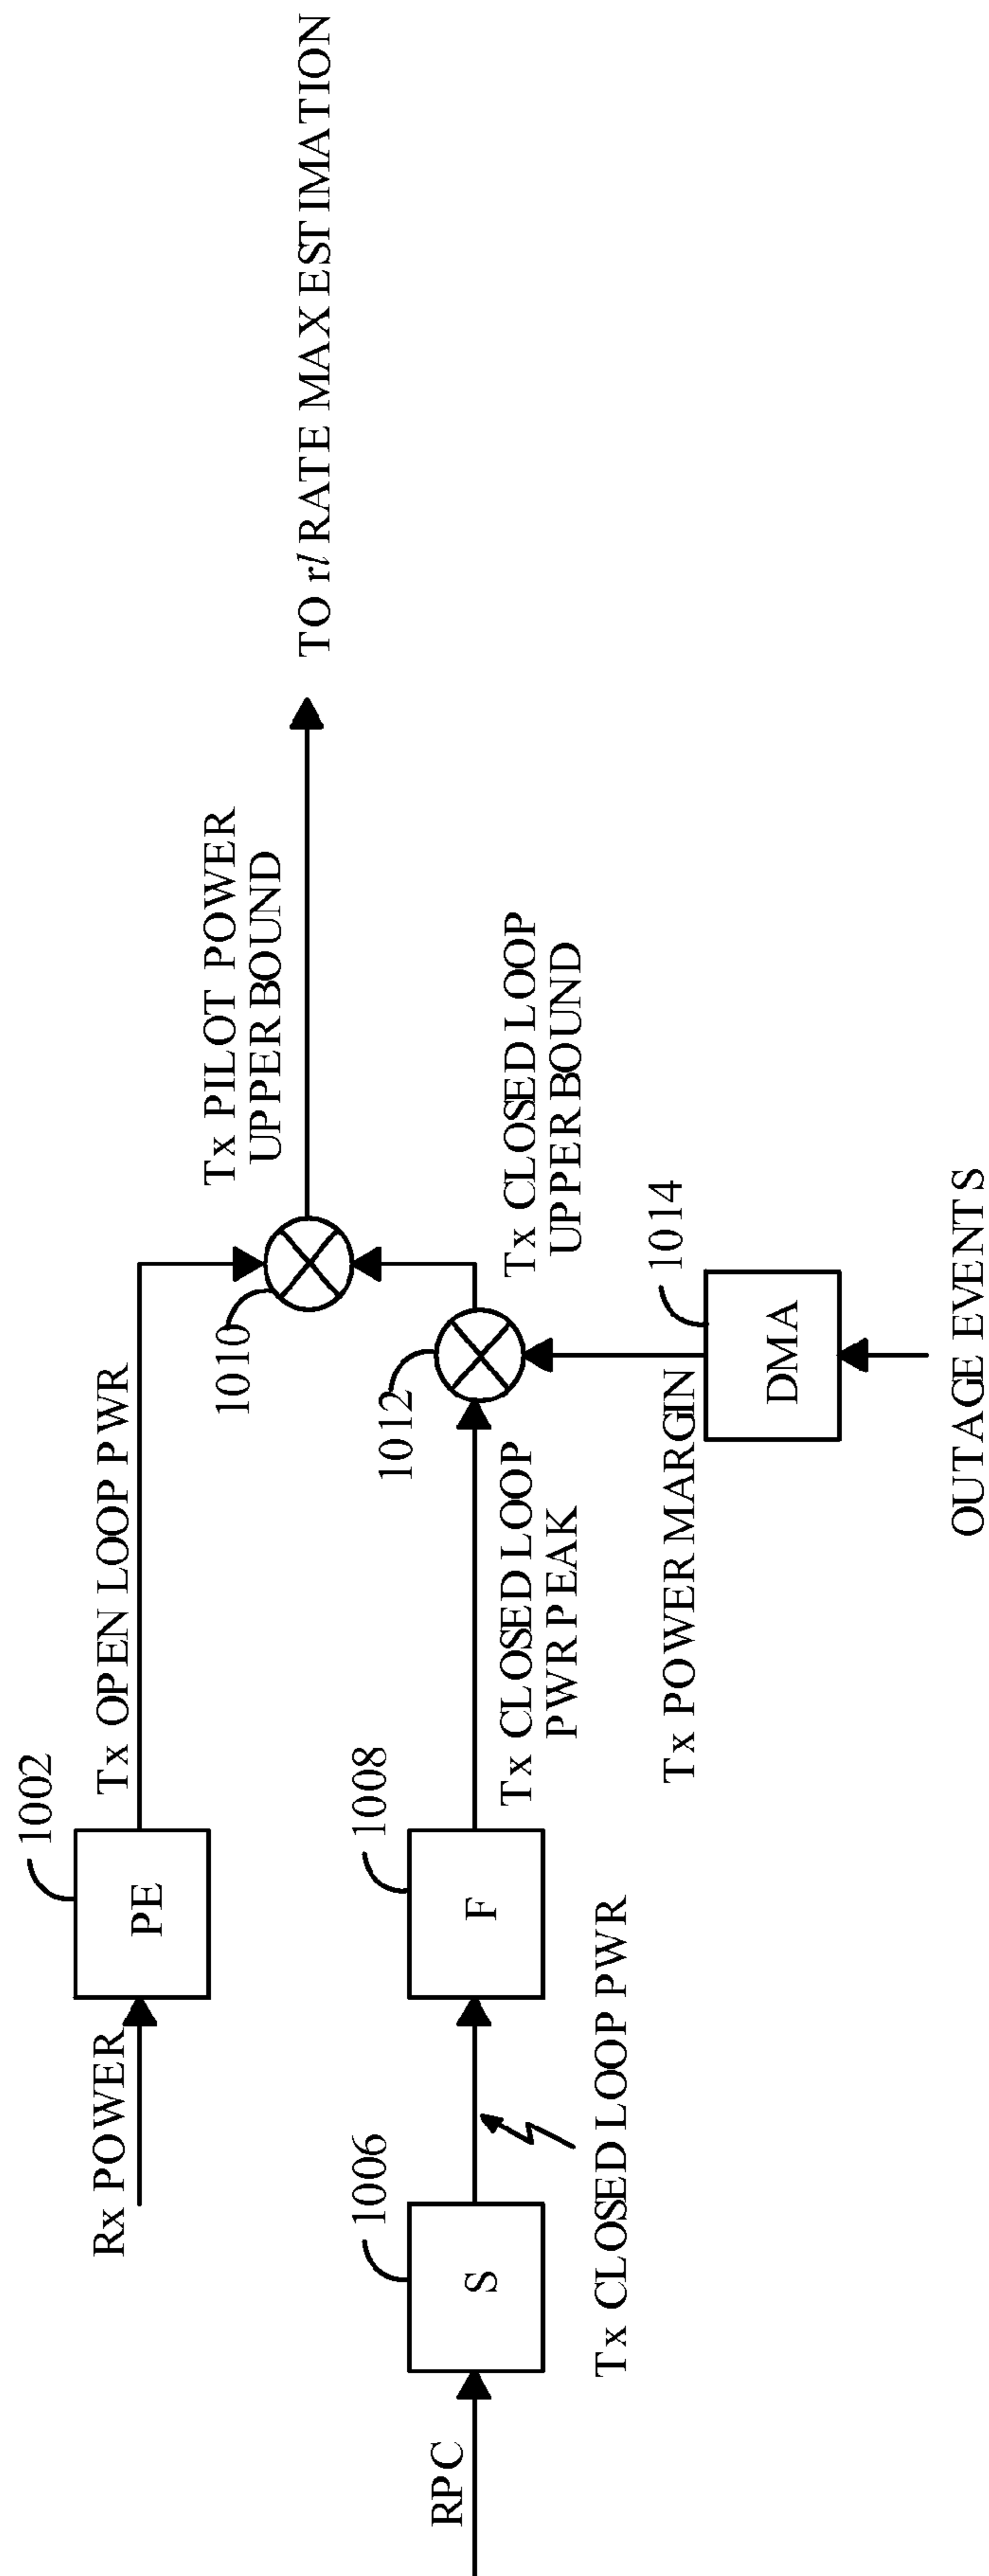 1002
Rx POWER
PE
Tx OPEN LOOP PWR
1010
Tx PILOT POWER
UPPER BOUND
TO rl RATE MAX ESTIMATION
RPC
1006
S
Tx CLOSED LOOP PWR
1008
F
Tx CLOSED LOOP
PWR PEAK
1012
Tx CLOSED LOOP
UPPER BOUND
Tx POWER MARGIN
1014
DMA
OUTAGE EVENTS